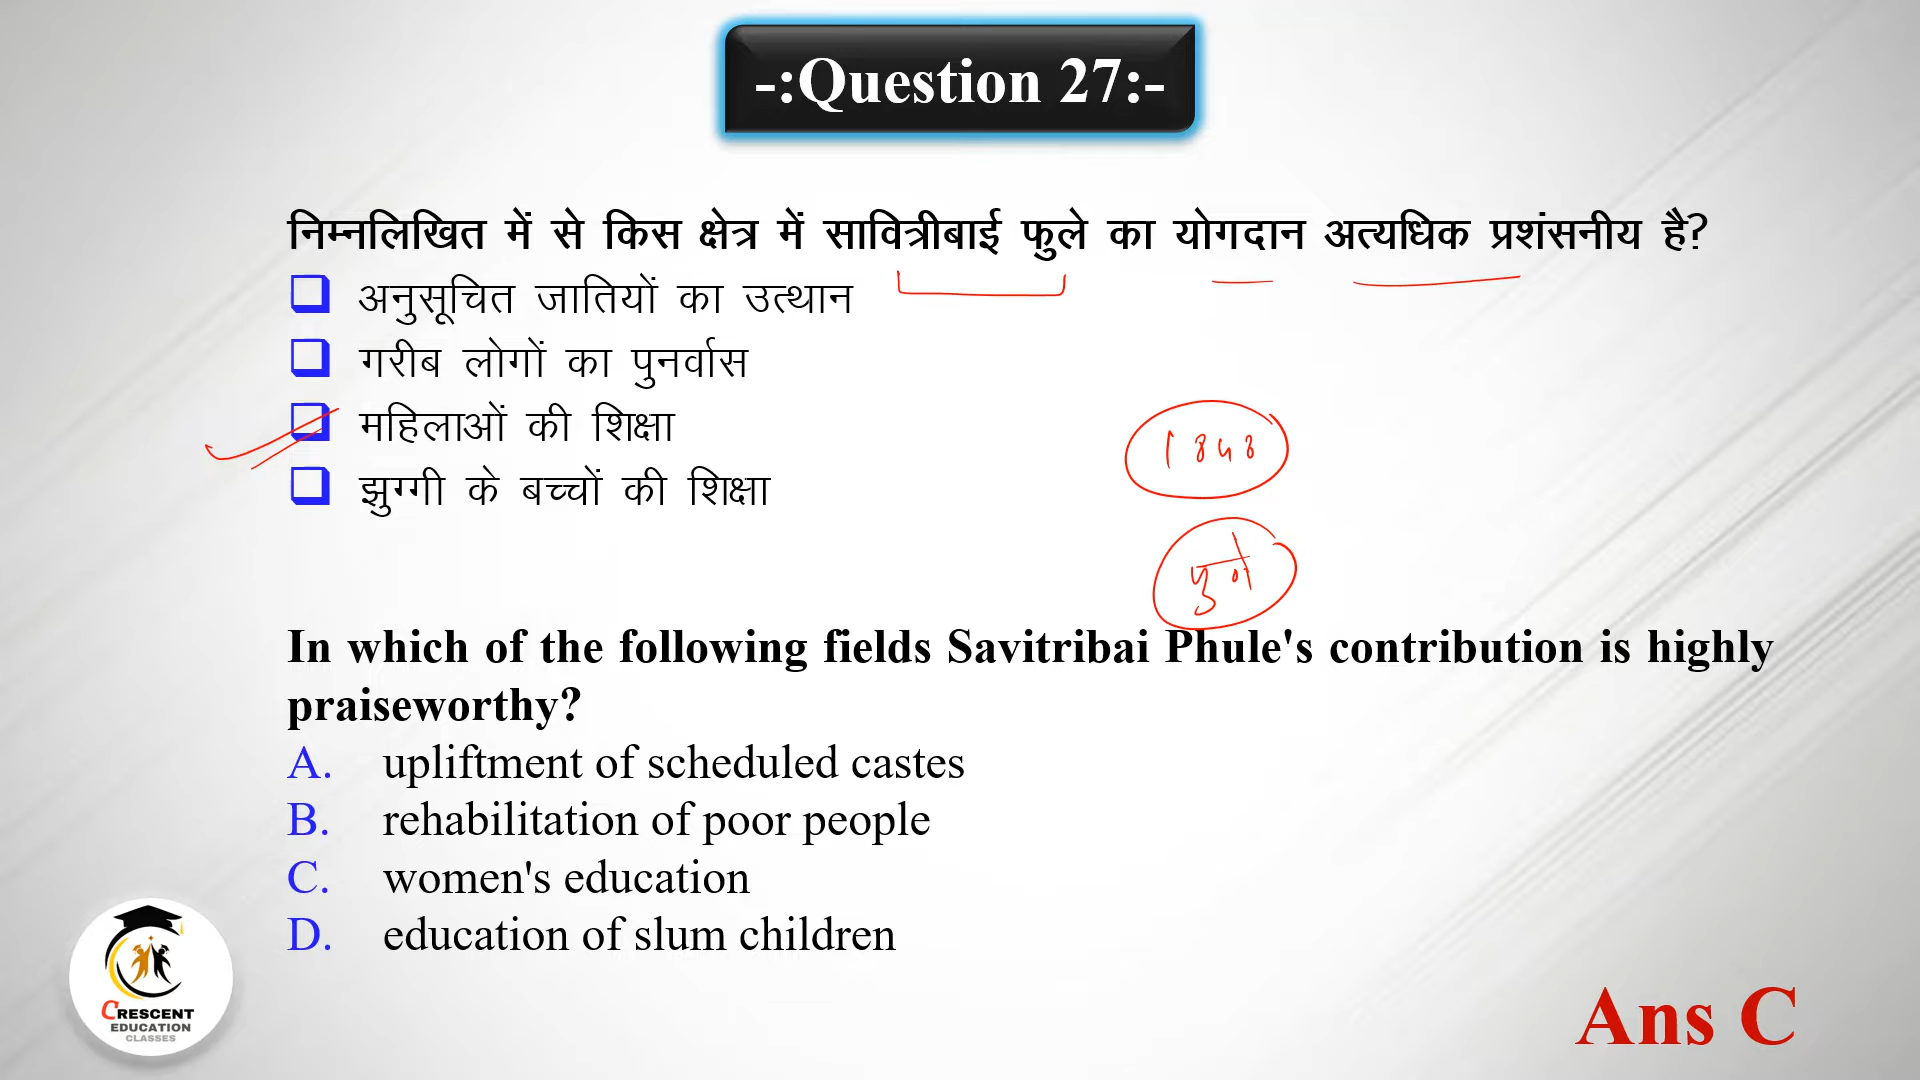 -:Question 27:-
निम्नलिखित में से किस क्षेत्र में सावित्रीबाई फुले का योगदान अत्यधिक प्रशंसनीय है?
अनुसूचित जातियों का उत्थान
गरीब लोगों का पुनर्वास
महिलाओं की शिक्षा
झुग्गी के बच्चों की शिक्षा
1848
पुणे
In which of the following fields Savitribai Phule's contribution is highly
praiseworthy?
A. upliftment of scheduled castes
B. rehabilitation of poor people
C. women's education
D. education of slum children
CRESCENT
EDUCATION
CLASSES
Ans C